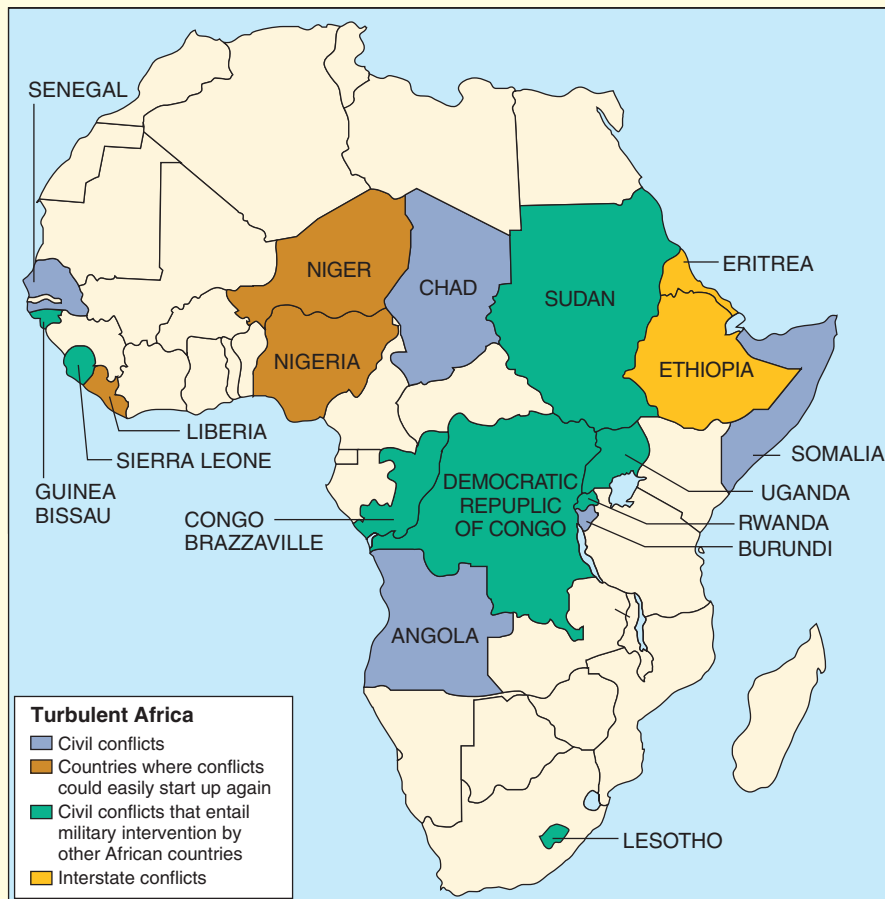 SENEGAL
NIGER
CHAD
SUDAN
ERITREA
NIGERIA
ETHIOPIA
LIBERIA
SIERRA LEONE
SOMALIA
GUINEA
BISSAU
CONGO
BRAZZAVILLE
DEMOCRATIC
REPUPLIC
OF CONGO
UGANDA
RWANDA
BURUNDI
ANGOLA
LESOTHO
Turbulent Africa
Civil conflicts
Countries where conflicts
could easily start up again
Civil conflicts that entail
military intervention by
other African countries
Interstate conflicts